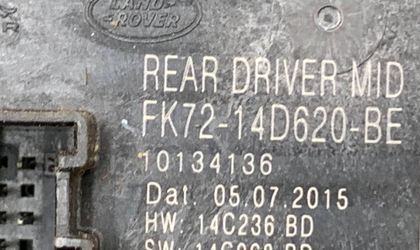 LAND-
ROVER
REAR DRIVER MID
FK72-14D620-BE
10134136
Dat. 05.07.2015
HW: 14C236 BD